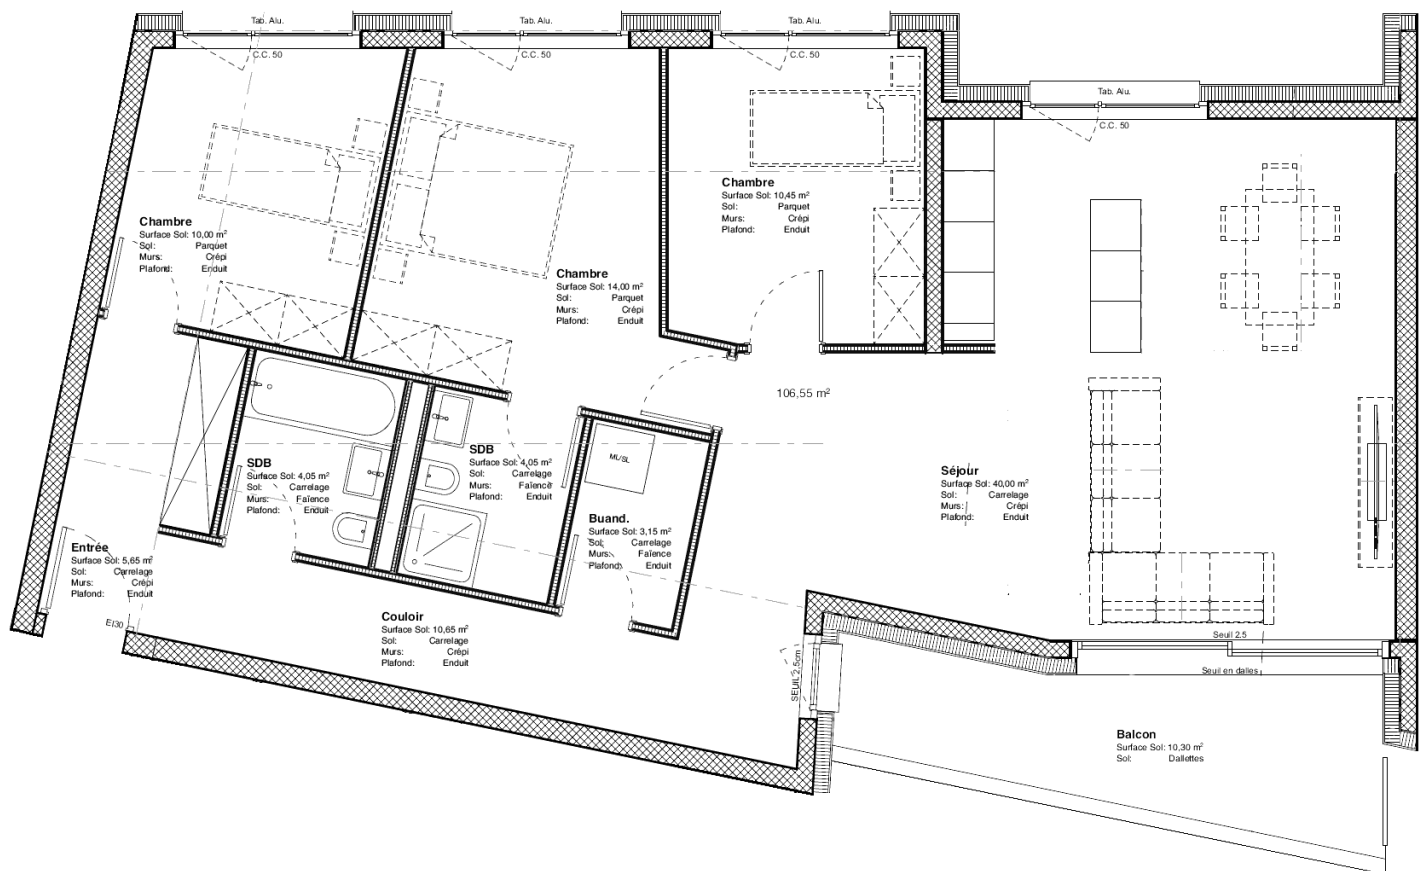 Tab. Alu.
Tab. Alu.
Tab. Alu.
C.C. 50
C.C. 50
C.C. 50
Tab. Alu.
C.C. 50
Chambre
Surface Sol: 10,45 m²
Sol: Parquet
Murs: Crépi
Plafond: Enduit
Chambre
Surface Sol: 10,00 m²
Sol: Parquet
Murs: Crépi
Plafond: Enduit
Chambre
Surface Sol: 14,00 m²
Sol: Parquet
Murs: Crépi
Plafond: Enduit
106,55 m²
SDB
Surface Sol: 4,05 m²
Sol: Carrelage
Murs: Faïence
Plafond: Enduit
SDB
Surface Sol: 4,05 m²
Sol: Carrelage
Murs: Faïence
Plafond: Enduit
ML/SL
Séjour
Surface Sol: 40,00 m²
Sol: Carrelage
Murs: Crépi
Plafond: Enduit
Buand.
Surface Sol: 3,15 m²
Sol: Carrelage
Murs: Faïence
Plafond: Enduit
Entrée
Surface Sol: 5,65 m²
Sol: Carrelage
Murs: Crépi
Plafond: Enduit
EI30
Couloir
Surface Sol: 10,65 m²
Sol: Carrelage
Murs: Crépi
Plafond: Enduit
SEUIL 2,5cm
Seuil 2.5
Seuil en dalles
Balcon
Surface Sol: 10,30 m²
Sol: Dallettes